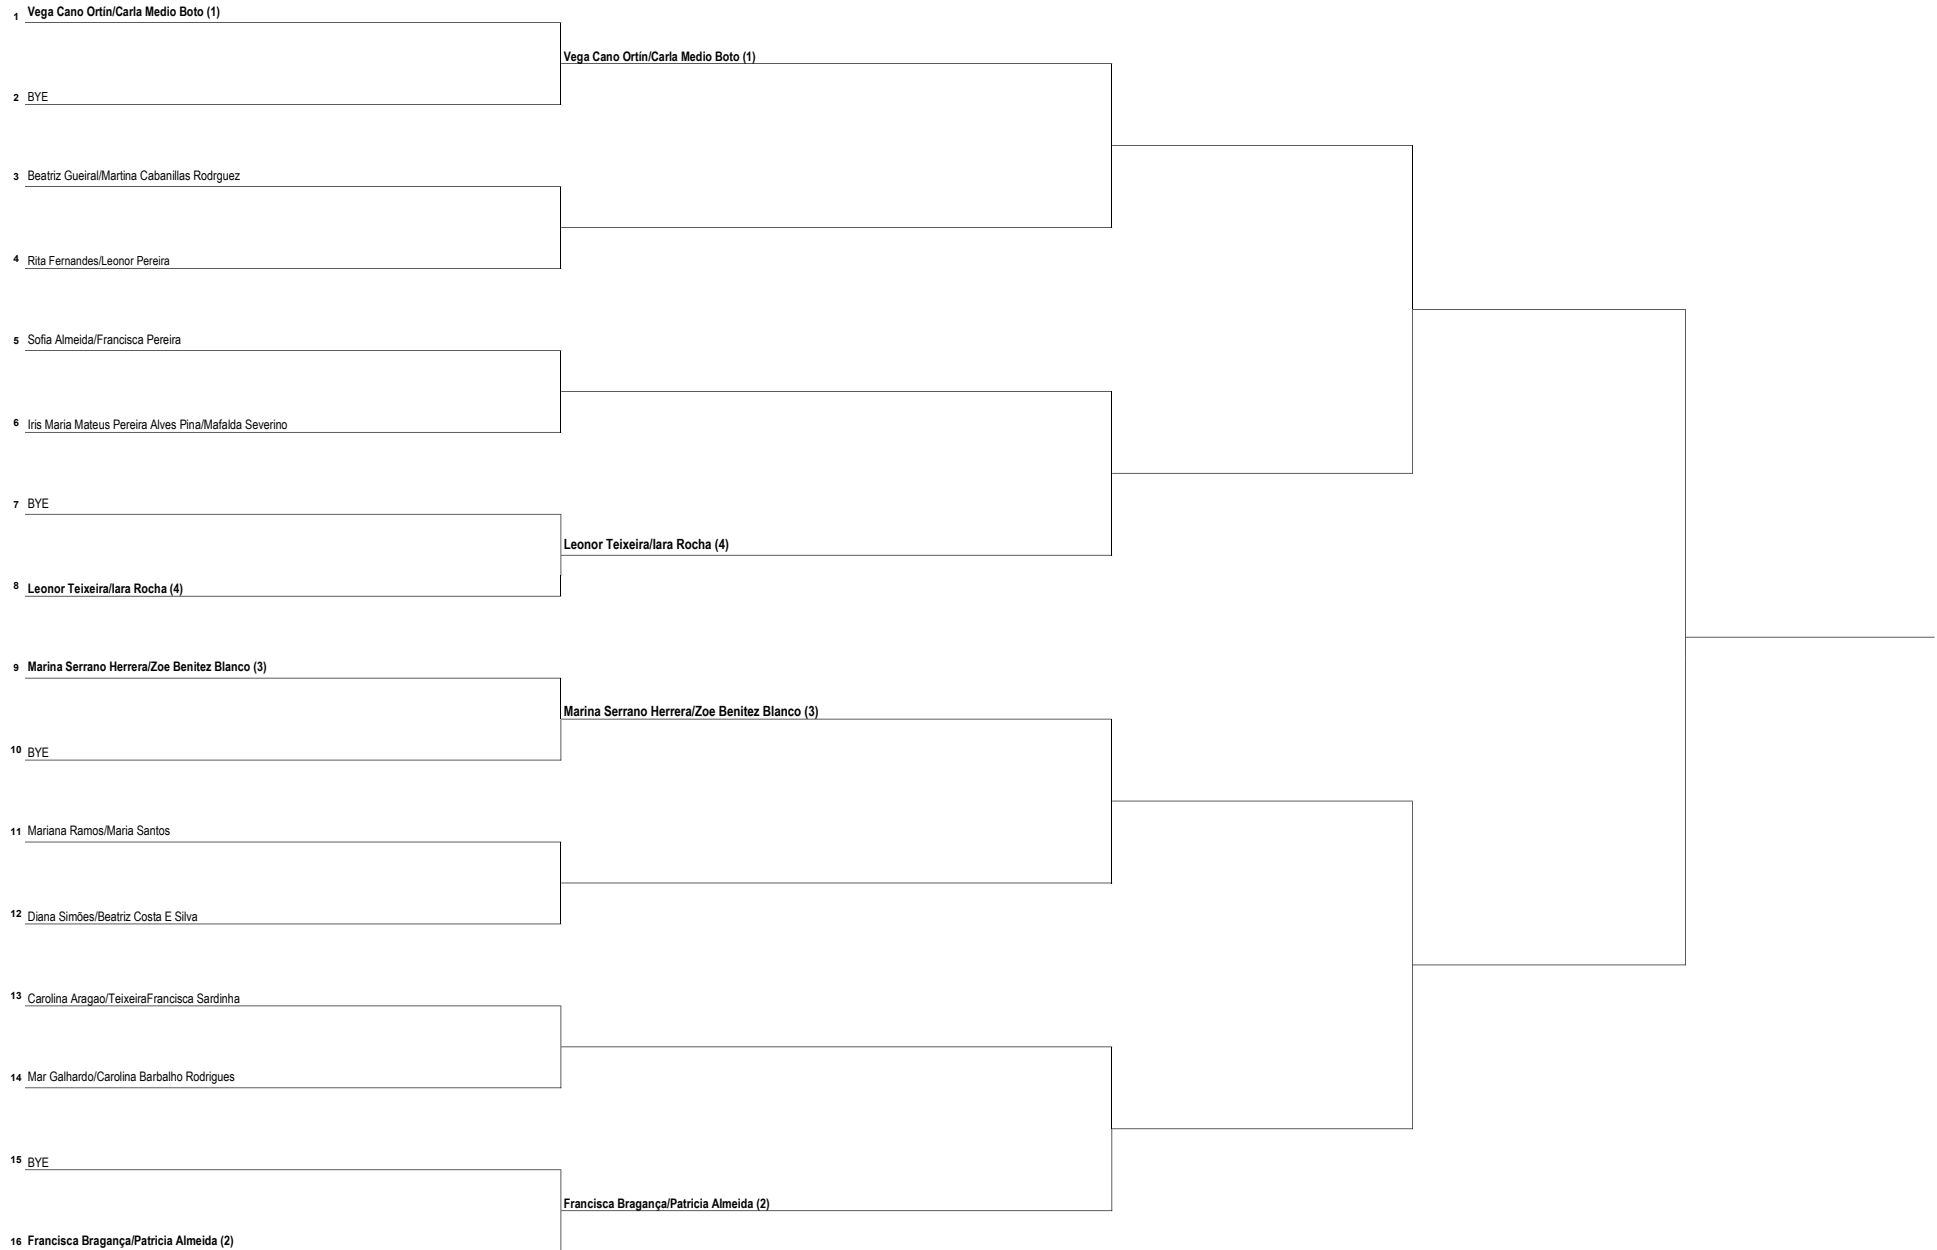 1 Vega Cano Ortín/Carla Medio Boto (1)
Vega Cano Ortín/Carla Medio Boto (1)
2 BYE
3 Beatriz Gueiral/Martina Cabanillas Rodrguez
4 Rita Fernandes/Leonor Pereira
5 Sofia Almeida/Francisca Pereira
6 Iris Maria Mateus Pereira Alves Pina/Mafalda Severino
7 BYE
Leonor Teixeira/Iara Rocha (4)
8 Leonor Teixeira/Iara Rocha (4)
9 Marina Serrano Herrera/Zoe Benitez Blanco (3)
Marina Serrano Herrera/Zoe Benitez Blanco (3)
10 BYE
11 Mariana Ramos/Maria Santos
12 Diana Simões/Beatriz Costa E Silva
13 Carolina Aragao/TeixeiraFrancisca Sardinha
14 Mar Galhardo/Carolina Barbalho Rodrigues
15 BYE
Francisca Bragança/Patricia Almeida (2)
16 Francisca Bragança/Patricia Almeida (2)